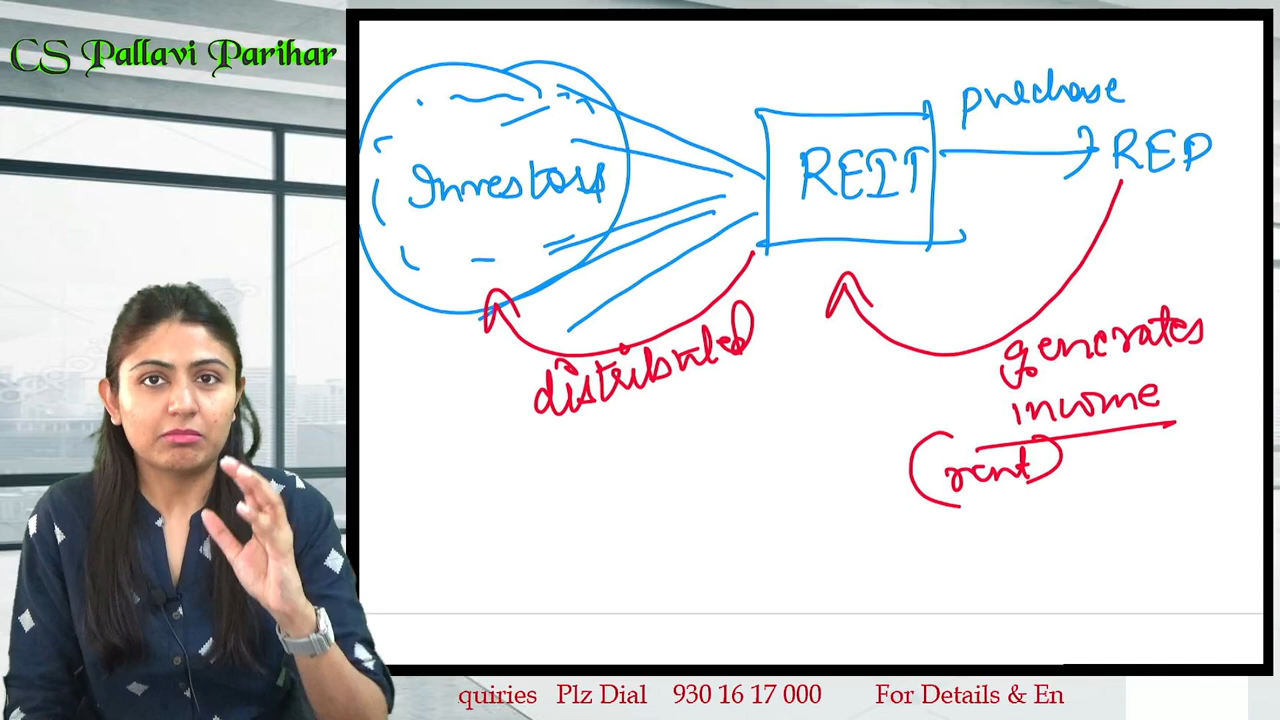 CS Pallavi Parihar
purchase
Investors
REIT
REP
distributed
generates
income
(rent)
quiries Plz Dial 930 16 17 000 For Details & En